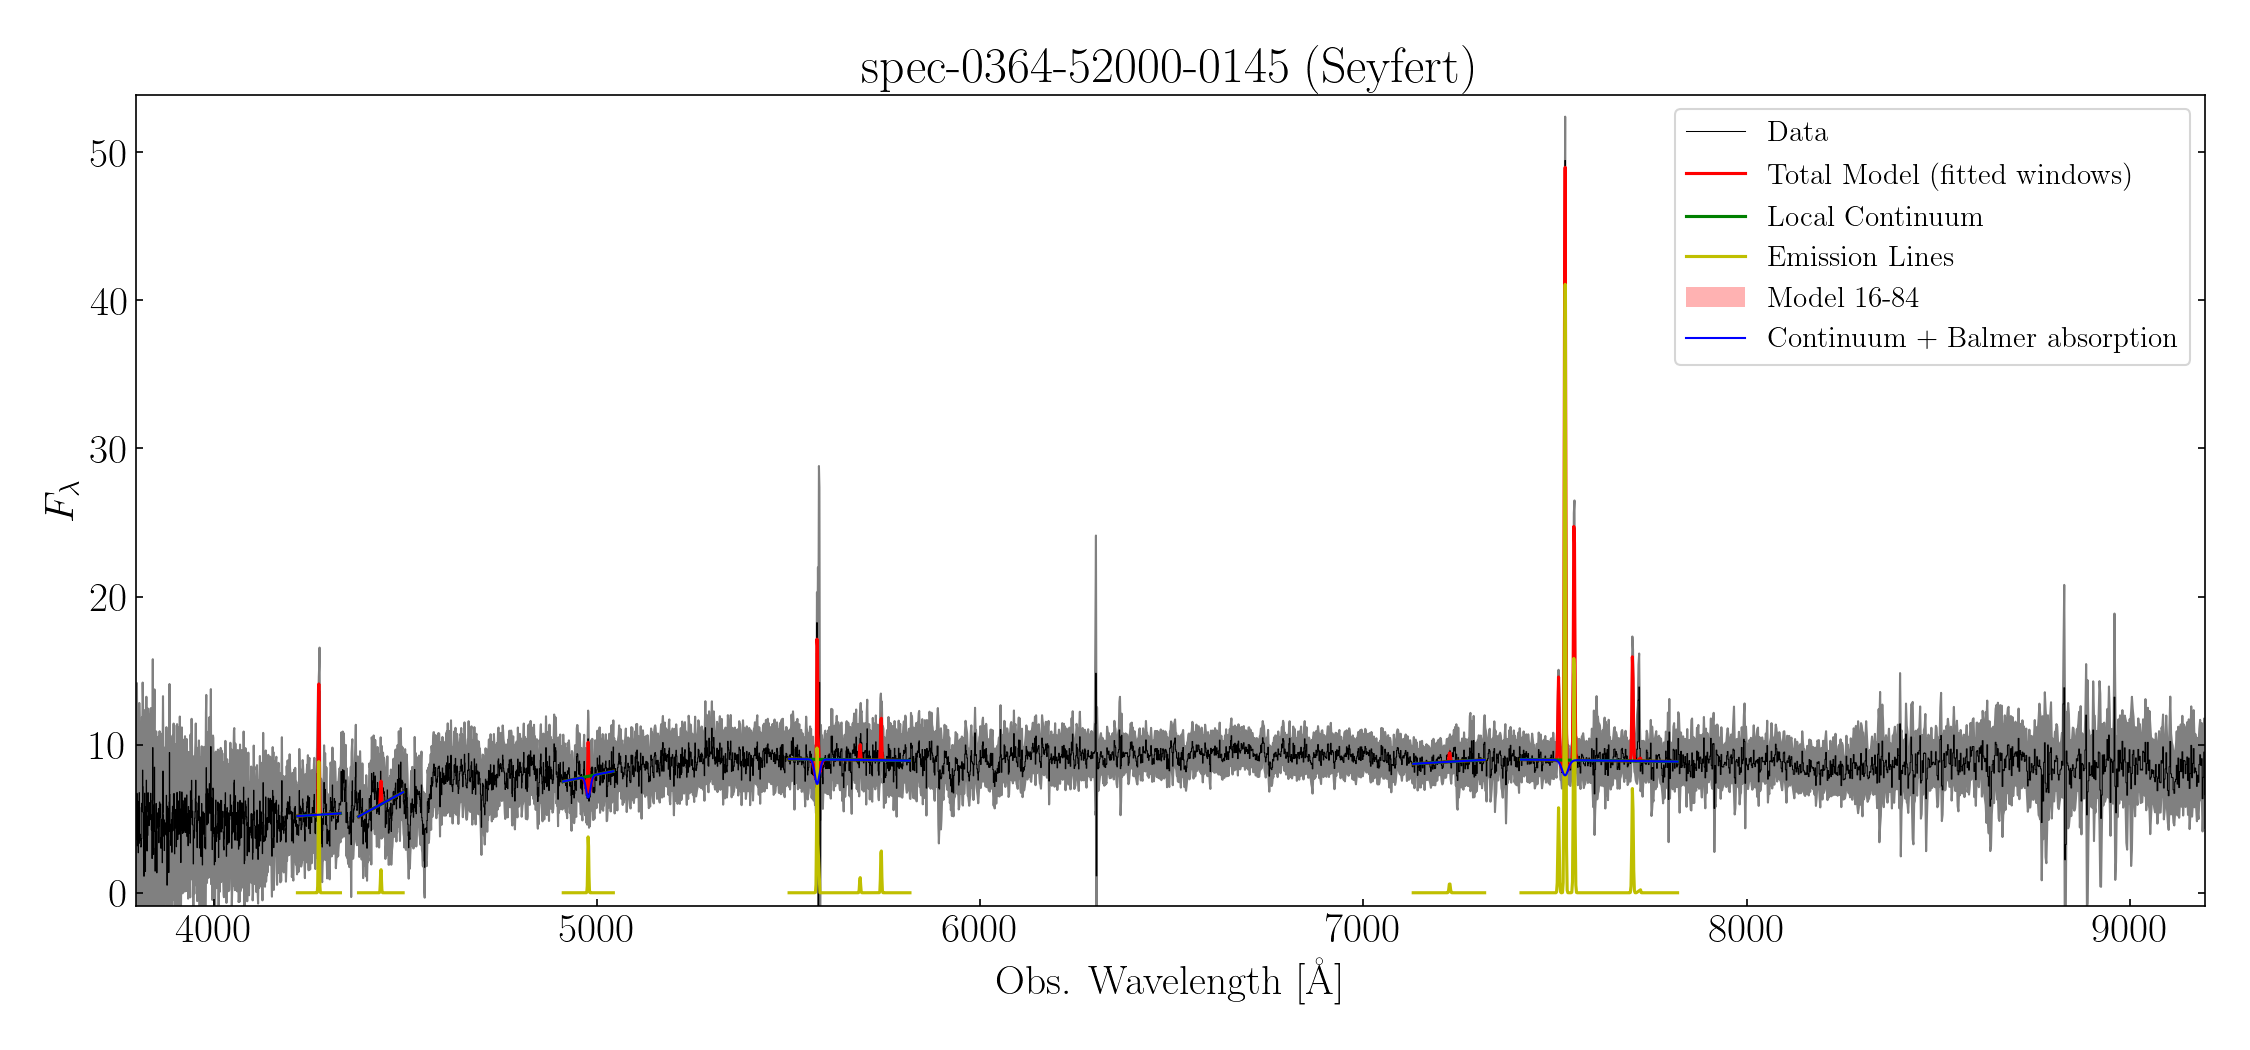 spec-0364-52000-0145 (Seyfert)
Data
Total Model (fitted windows)
Local Continuum
Emission Lines
Model 16-84
Continuum + Balmer absorption
50
40
30
20
10
0
F_λ
4000 5000 6000 7000 8000 9000
Obs. Wavelength [Å]